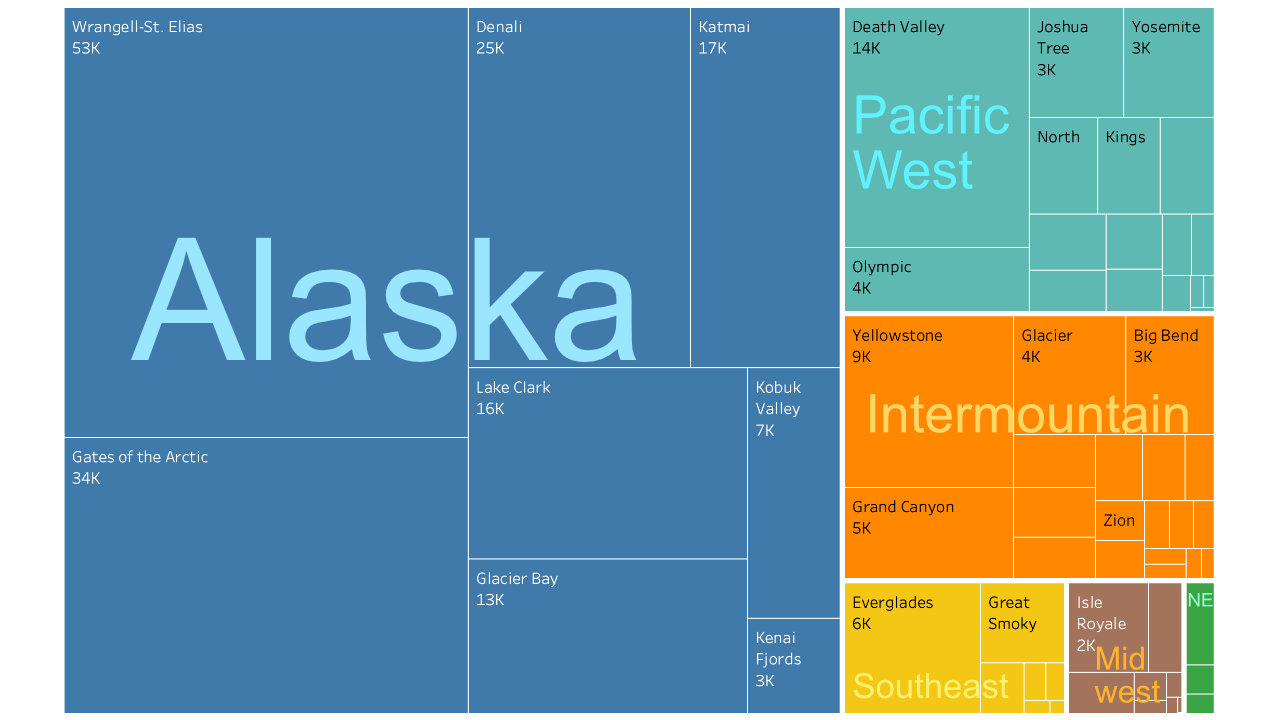 Wrangell-St. Elias
53K
Denali
25K
Katmai
17K
Alaska
Gates of the Arctic
34K
Lake Clark
16K
Kobuk
Valley
7K
Glacier Bay
13K
Kenai
Fjords
3K
Death Valley
14K
Joshua
Tree
3K
Yosemite
3K
Pacific
West
North
Kings
Olympic
4K
Yellowstone
9K
Glacier
4K
Big Bend
3K
Intermountain
Grand Canyon
5K
Zion
Everglades
6K
Great
Smoky
Southeast
Isle
Royale
2K
Mid
west
NE